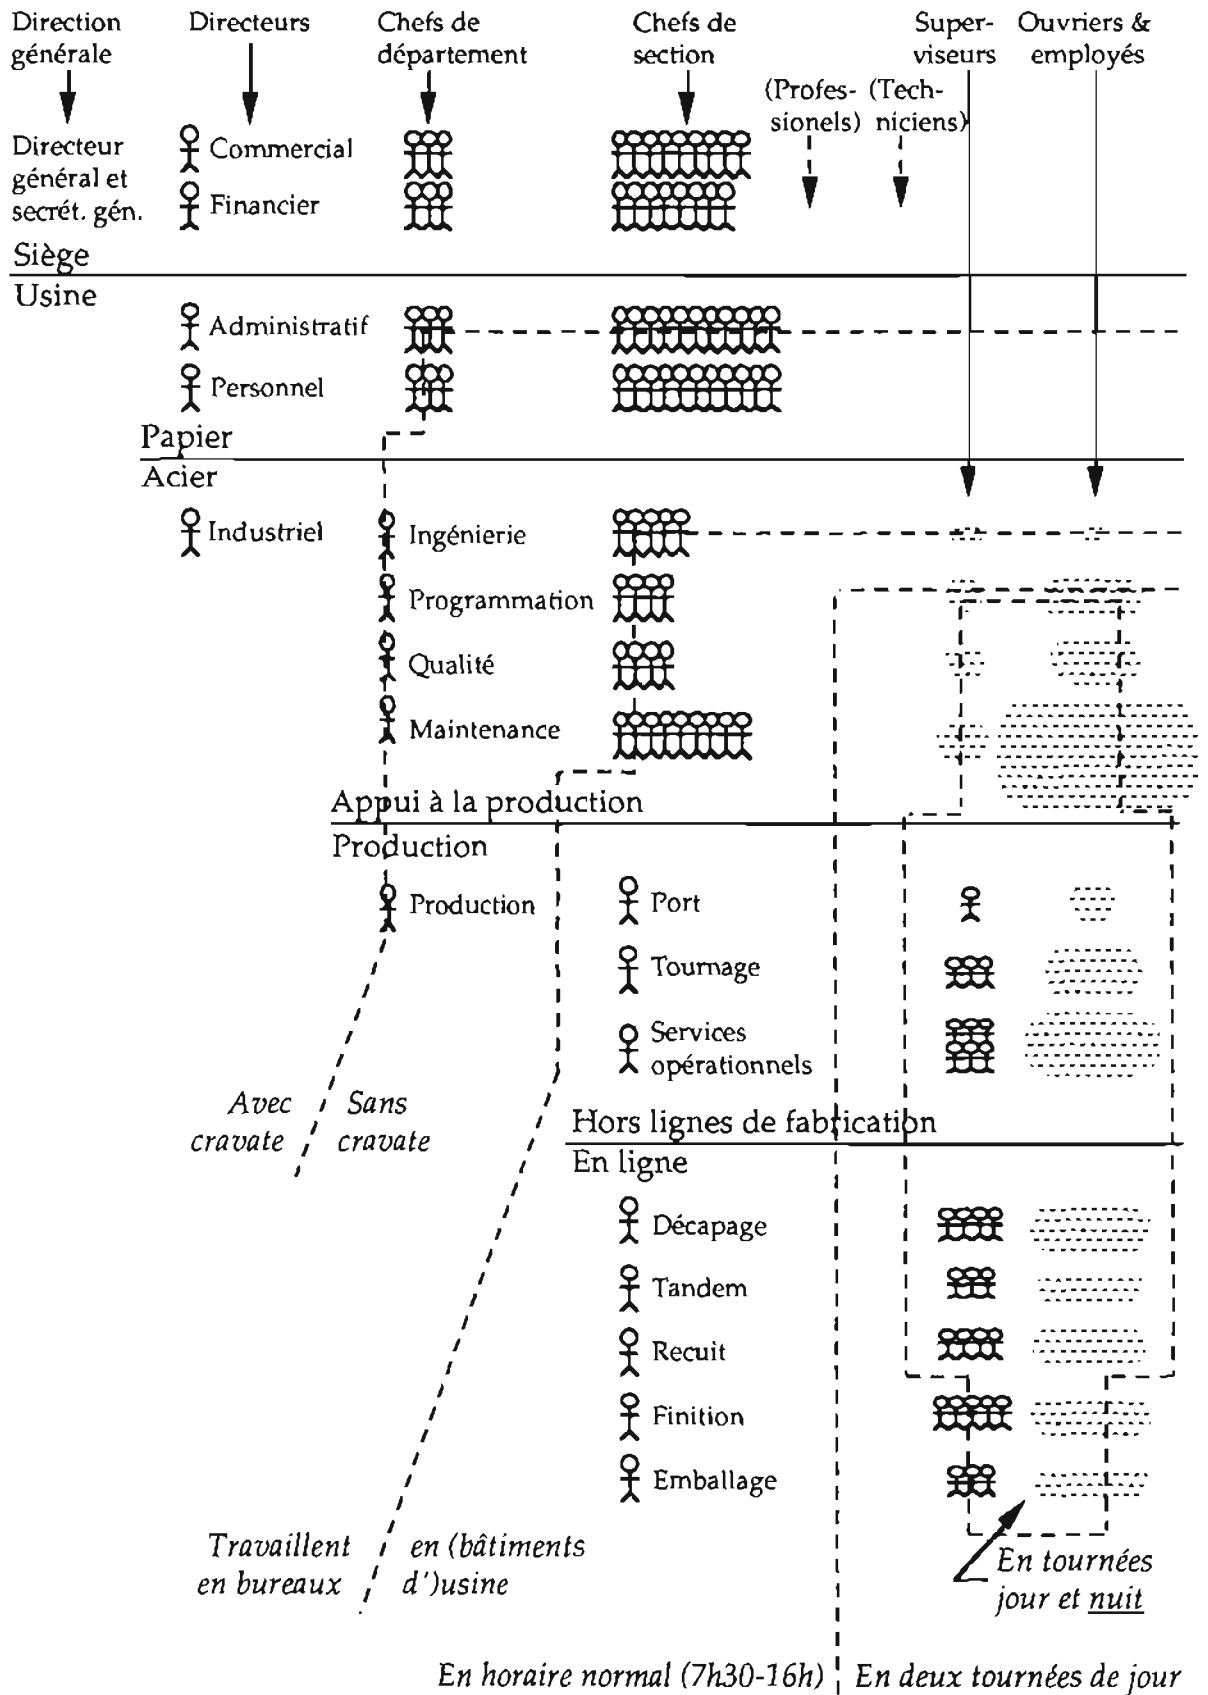 Direction
générale
Directeurs
Chefs de
département
Chefs de
section
Super-
viseurs
Ouvriers &
employés
(Profes-
sionels)
(Tech-
niciens)
Directeur
général et
secrét. gén.
Commercial
Financier
Siège
Usine
Administratif
Personnel
Papier
Acier
Industriel
Ingénierie
Programmation
Qualité
Maintenance
Appui à la production
Production
Production
Port
Tournage
Services
opérationnels
Avec
cravate
Sans
cravate
Hors lignes de fabrication
En ligne
Décapage
Tandem
Recuit
Finition
Emballage
Travaillent
en bureaux
en (bâtiments
d')usine
En tournées
jour et nuit
En horaire normal (7h30-16h)
En deux tournées de jour